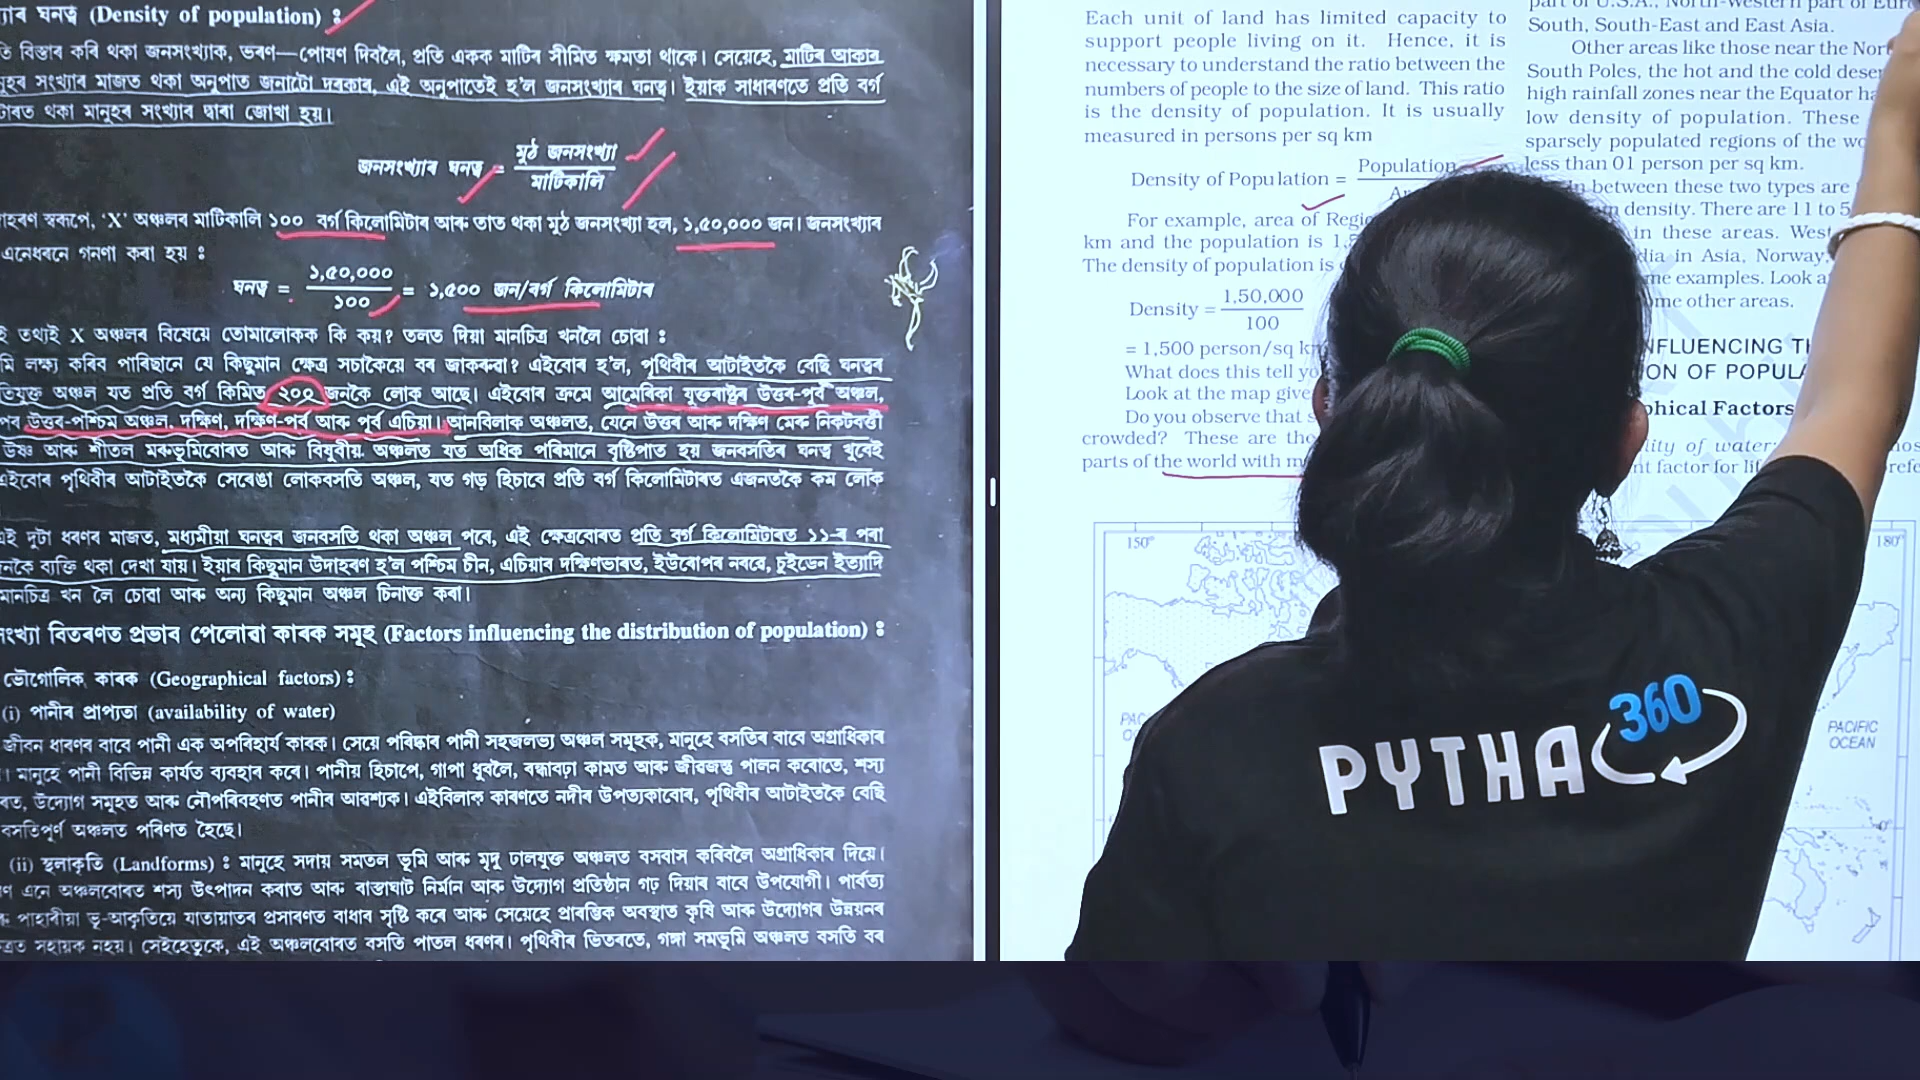 ঘনত্ব (Density of population) :
বিস্তাৰ কৰি থকা জনসংখ্যাক, ভৰণ—পোষণ দিবলৈ, প্ৰতি একক মাটিৰ সীমিত ক্ষমতা থাকে। সেয়েহে, মাটিৰ আকাৰ
সংখ্যাৰ মাজত থকা অনুপাত জনাটো দৰকাৰ, এই অনুপাতেই হ'ল জনসংখ্যাৰ ঘনত্ব। ইয়াক সাধাৰণতে প্ৰতি বৰ্গ
থকা মানুহৰ সংখ্যাৰ দ্বাৰা জোখা হয়।
জনসংখ্যাৰ ঘনত্ব = মুঠ জনসংখ্যা
মাটিকালি
স্বৰূপে, 'X' অঞ্চলৰ মাটিকালি ১০০ বৰ্গ কিলোমিটাৰ আৰু তাত থকা মুঠ জনসংখ্যা হল, ১,৫০,০০০ জন। জনসংখ্যাৰ
এনেধৰনে গননা কৰা হয় :
ঘনত্ব = ১,৫০,০০০
১০০
= ১,৫০০ জন/বৰ্গ কিলোমিটাৰ
তথ্যই X অঞ্চলৰ বিষেয়ে তোমালোকক কি কয়? তলত দিয়া মানচিত্ৰ খনলৈ চোৱা :
লক্ষ্য কৰিব পাৰিছানে যে কিছুমান ক্ষেত্ৰ সচাকৈয়ে বৰ জাকৰুৱা? এইবোৰ হ'ল, পৃথিবীৰ আটাইতকৈ বেছি ঘনত্বৰ
অঞ্চল যত প্ৰতি বৰ্গ কিমিত ২০০ জনকৈ লোক আছে। এইবোৰ ক্ৰমে আমেৰিকা যুক্তৰাষ্ট্ৰৰ উত্তৰ-পূৰ্ব অঞ্চল,
উত্তৰ-পশ্চিম অঞ্চল, দক্ষিণ, দক্ষিণ-পূৰ্ব আৰু পূৰ্ব এচিয়া। আনবিলাক অঞ্চলত, যেনে উত্তৰ আৰু দক্ষিণ মেৰু নিকটবৰ্ত্তী
উষ্ণ আৰু শীতল মৰুভূমিবোৰত আৰু বিষুবীয় অঞ্চলত যত অধিক পৰিমানে বৃষ্টিপাত হয় জনবসতিৰ ঘনত্ব খুবেই
এইবোৰ পৃথিবীৰ আটাইতকৈ সেৰেঙা লোকবসতি অঞ্চল, যত গড় হিচাবে প্ৰতি বৰ্গ কিলোমিটাৰত এজনতকৈ কম লোক
এই দুটা ধৰণৰ মাজত, মধ্যমীয়া ঘনত্বৰ জনবসতি থকা অঞ্চল পৰে, এই ক্ষেত্ৰবোৰত প্ৰতি বৰ্গ কিলোমিটাৰত ১১-ৰ পৰা
ব্যক্তি থকা দেখা যায়। ইয়াৰ কিছুমান উদাহৰণ হ'ল পশ্চিম চীন, এচিয়াৰ দক্ষিণভাৰত, ইউৰোপৰ নৰৱে, চুইডেন ইত্যাদি
মানচিত্ৰ খন লৈ চোৱা আৰু অন্য কিছুমান অঞ্চল চিনাক্ত কৰা।
বিতৰণত প্ৰভাৱ পেলোৱা কাৰক সমূহ (Factors influencing the distribution of population) :
ভৌগোলিক কাৰক (Geographical factors) :
(i) পানীৰ প্ৰাপ্যতা (availability of water)
জীবন ধাৰণৰ বাবে পানী এক অপৰিহাৰ্য কাৰক। সেয়ে পৰিষ্কাৰ পানী সহজলভ্য অঞ্চল সমূহক, মানুহে বসতিৰ বাবে অগ্ৰাধিকাৰ
। মানুহে পানী বিভিন্ন কাৰ্যত ব্যবহাৰ কৰে। পানীয় হিচাপে, গাপা ধুবলৈ, বন্ধাবঢ়া কামত আৰু জীৱজন্তু পালন কৰোতে, শস্য
উদ্যোগ সমূহত আৰু নৌপৰিবহণত পানীৰ আৱশ্যক। এইবিলাক কাৰণতে নদীৰ উপত্যকাবোৰ, পৃথিবীৰ আটাইতকৈ বেছি
বসতিপূৰ্ণ অঞ্চলত পৰিণত হৈছে।
(ii) স্থলাকৃতি (Landforms) : মানুহে সদায় সমতল ভূমি আৰু মৃদু ঢালযুক্ত অঞ্চলত বসবাস কৰিবলৈ অগ্ৰাধিকাৰ দিয়ে।
এনে অঞ্চলবোৰত শস্য উৎপাদন কৰাত আৰু বাস্তাঘাট নিৰ্মান আৰু উদ্যোগ প্ৰতিষ্ঠান গঢ় দিয়াৰ বাবে উপযোগী। পাৰ্বত্য
পাহাৰীয়া ভূ-আকৃতিয়ে যাতায়াতৰ প্ৰসাৰণত বাধাৰ সৃষ্টি কৰে আৰু সেয়েহে প্ৰাৰম্ভিক অবস্থাত কৃষি আৰু উদ্যোগৰ উন্নয়নৰ
সহায়ক নহয়। সেইহেতুকে, এই অঞ্চলবোৰত বসতি পাতল ধৰণৰ। পৃথিবীৰ ভিতৰতে, গঙ্গা সমভূমি অঞ্চলত বসতি বৰ
Each unit of land has limited capacity to
support people living on it. Hence, it is
necessary to understand the ratio between the
numbers of people to the size of land. This ratio
is the density of population. It is usually
measured in persons per sq km
Density of Population = Population
For example, area of
km and the population is
The density of population is
Density = 1,50,000
100
= 1,500 person/sq
What does this tell
Look at the map
Do you observe that
crowded? These are the
parts of the world with
part of U.S.A., North-Western part of
South, South-East and East Asia.
Other areas like those near the
South Poles, the hot and the cold
high rainfall zones near the Equator
low density of population. These
sparsely populated regions of the
less than 01 person per sq km.
In between these two types are
density. There are 11 to
in these areas.
in Asia, Norway,
examples. Look
other areas.
of water:
factor for
150°
180°
PACIFIC
OCEAN
0°
PYTHA 360